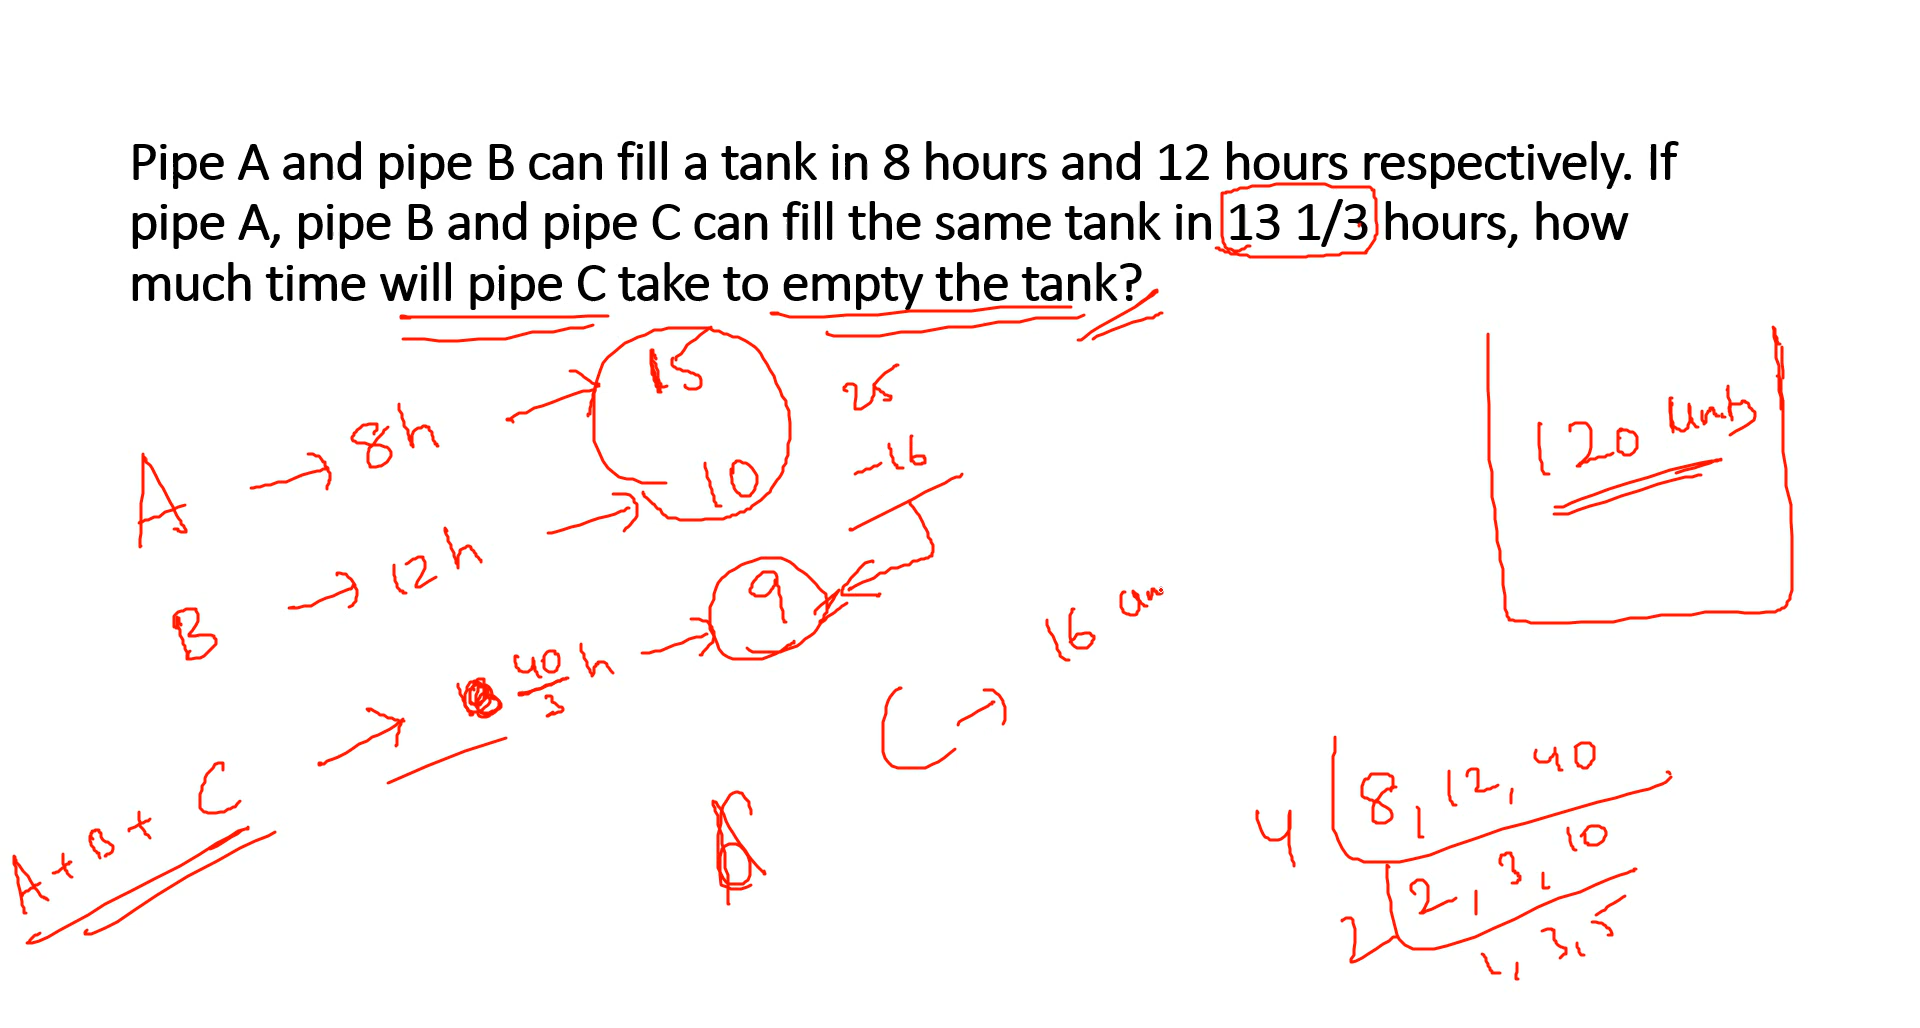 Pipe A and pipe B can fill a tank in 8 hours and 12 hours respectively. If
pipe A, pipe B and pipe C can fill the same tank in 13 1/3 hours, how
much time will pipe C take to empty the tank?
A → 8h → 15
25
-16
120 units
B → 12h → 10
A+B+C → 40/3 h → 9
C → 16 un
4 | 8, 12, 40
2 | 2, 3, 10
1, 3, 5